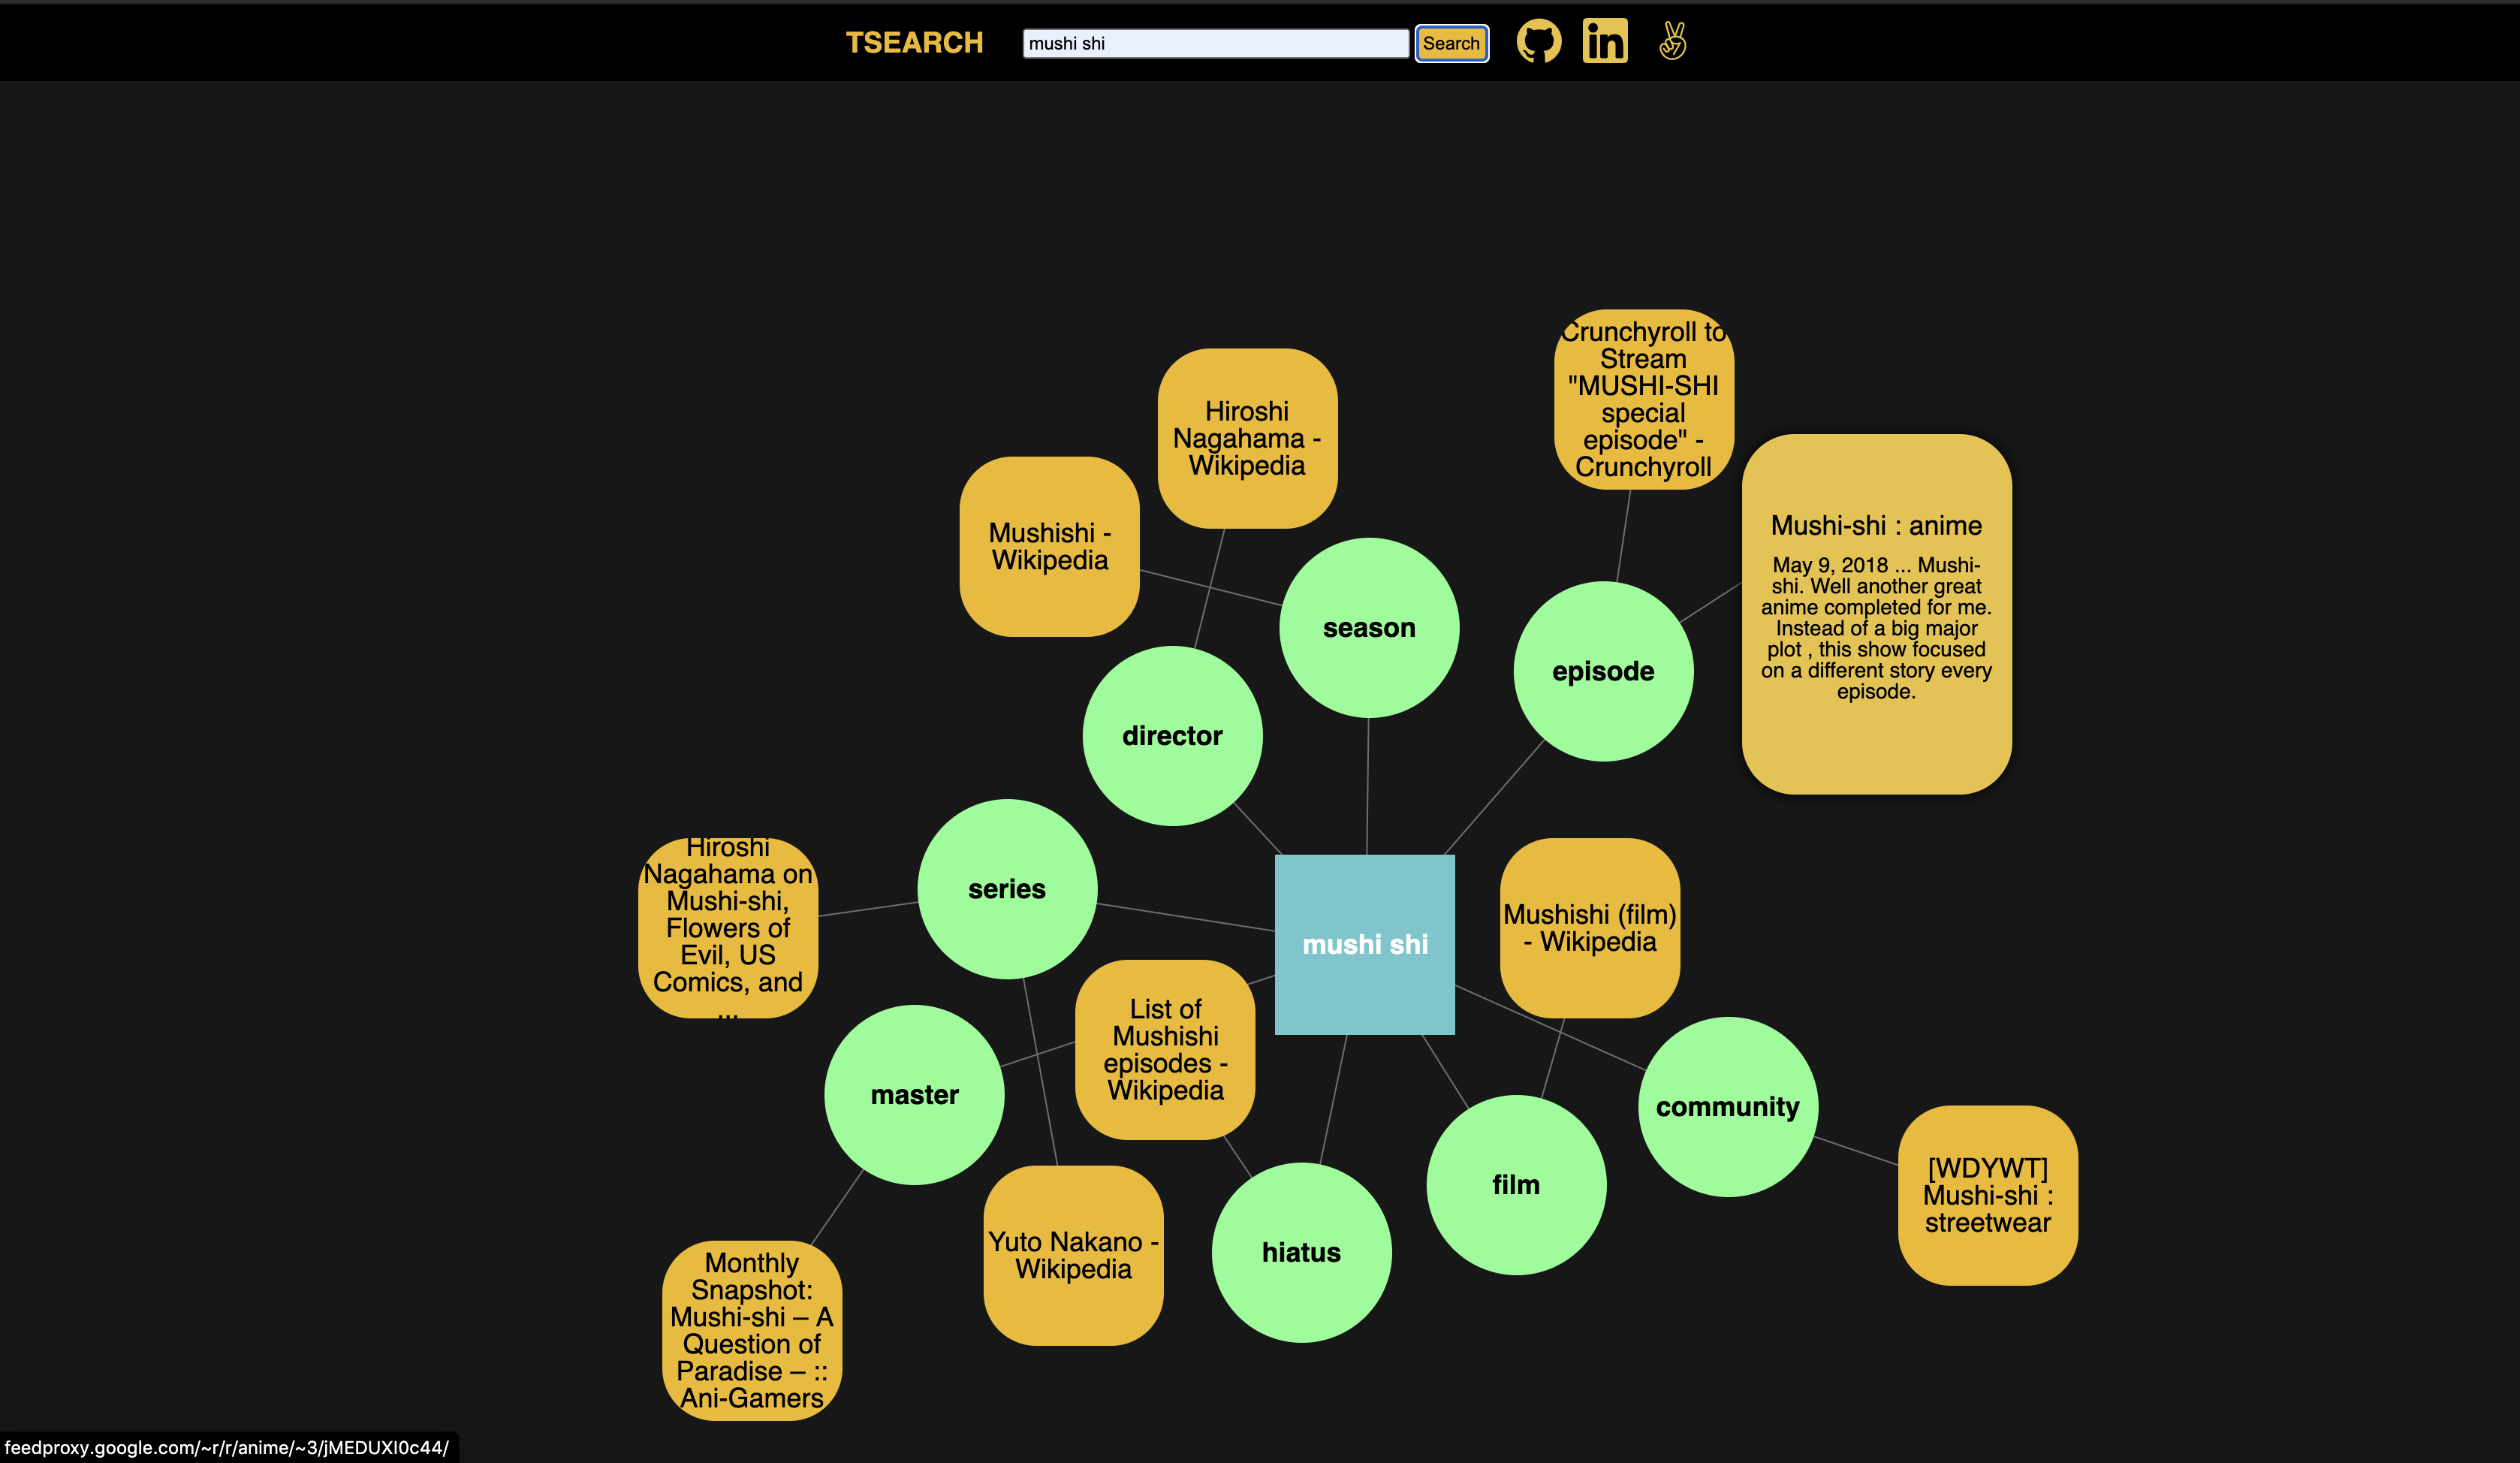 TSEARCH
mushi shi
Search
Crunchyroll to
Stream
"MUSHI-SHI
special
episode" -
Crunchyroll
Hiroshi
Nagahama -
Wikipedia
Mushishi -
Wikipedia
Mushi-shi : anime
May 9, 2018 ... Mushi-
shi. Well another great
anime completed for me.
Instead of a big major
plot , this show focused
on a different story every
episode.
season
episode
director
series
Hiroshi
Nagahama on
Mushi-shi,
Flowers of
Evil, US
Comics, and
...
mushi shi
Mushishi (film)
- Wikipedia
List of
Mushishi
episodes -
Wikipedia
master
community
[WDYWT]
Mushi-shi :
streetwear
film
Yuto Nakano -
Wikipedia
hiatus
Monthly
Snapshot:
Mushi-shi – A
Question of
Paradise – ::
Ani-Gamers
feedproxy.google.com/~r/r/anime/~3/jMEDUXI0c44/